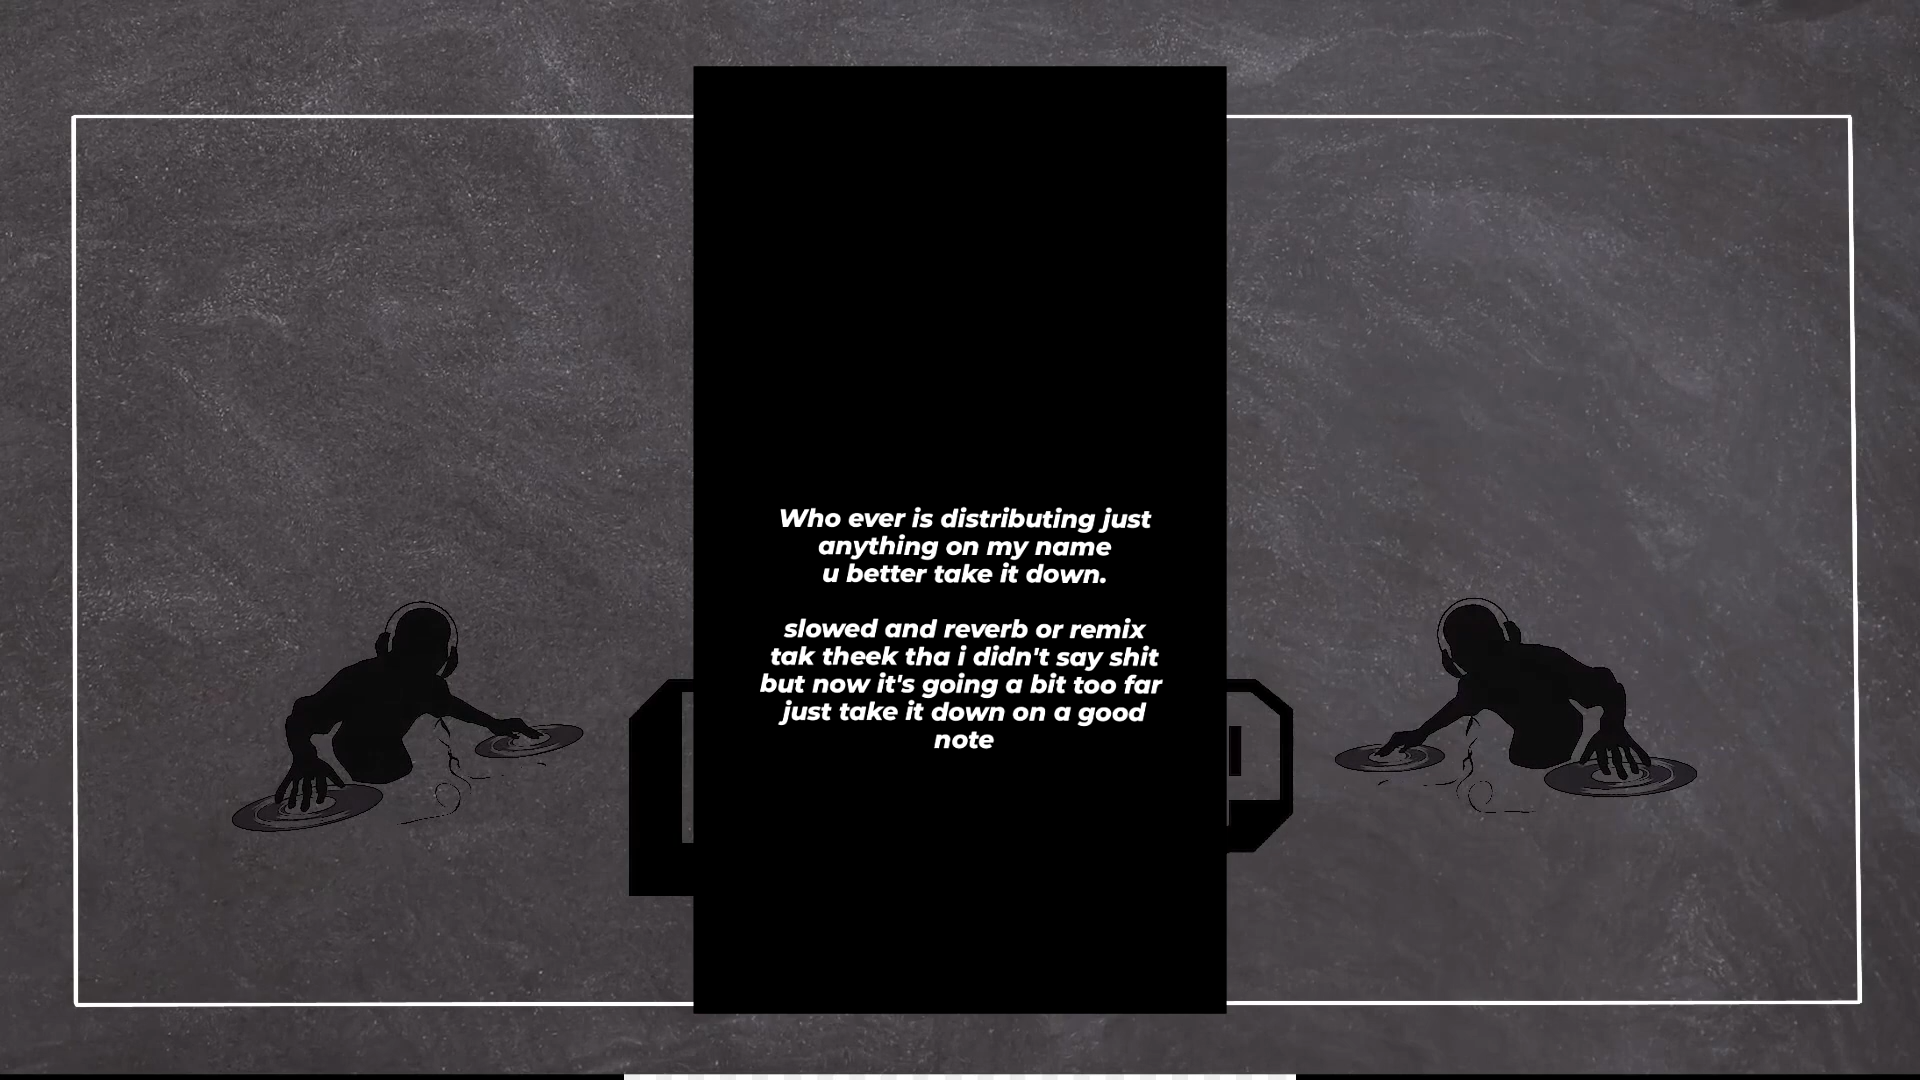 Who ever is distributing just
anything on my name
u better take it down.
slowed and reverb or remix
tak theek tha i didn't say shit
but now it's going a bit too far
just take it down on a good
note